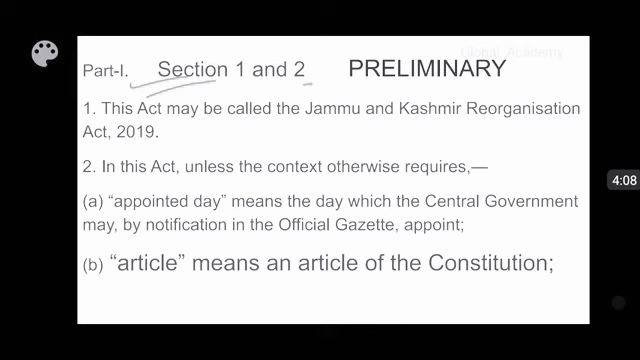 Global Academy
Part-I. Section 1 and 2 PRELIMINARY
1. This Act may be called the Jammu and Kashmir Reorganisation
Act, 2019.
2. In this Act, unless the context otherwise requires,—
(a) “appointed day” means the day which the Central Government
may, by notification in the Official Gazette, appoint;
(b) “article” means an article of the Constitution;
4:08